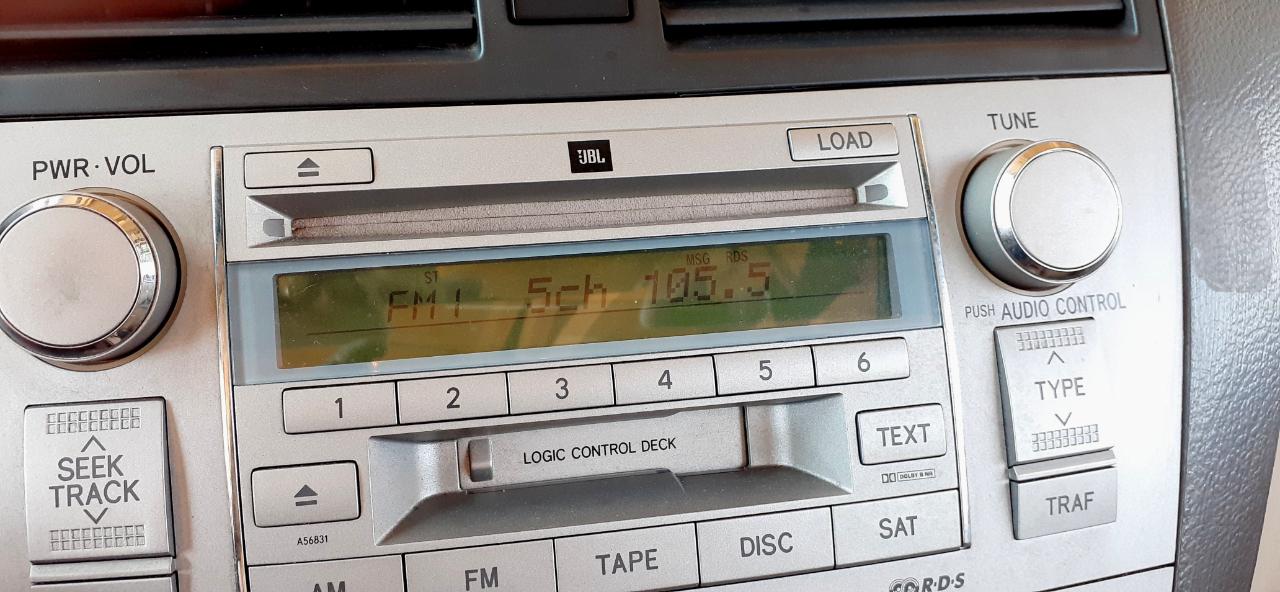 PWR·VOL
JBL
LOAD
TUNE
ST
MSG RDS
FM1 5ch 105.5
PUSH AUDIO CONTROL
1 2 3 4 5 6
TYPE
SEEK
TRACK
LOGIC CONTROL DECK
TEXT
DOLBY B NR
TRAF
A56831
AM FM TAPE DISC SAT
R·D·S